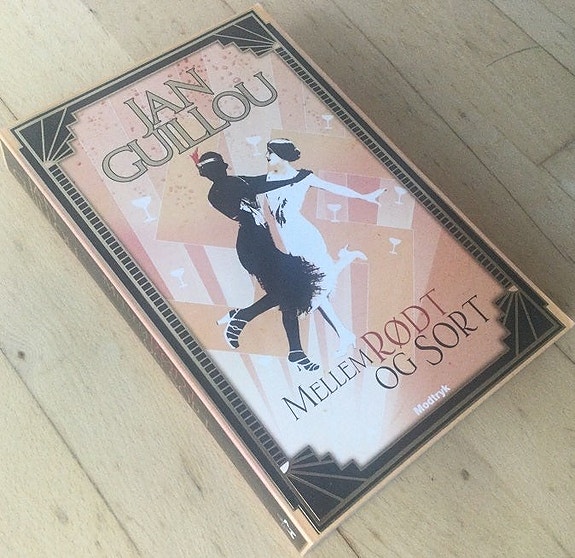 JAN
GUILLOU
MELLEM RØDT
OG SORT
Modtryk